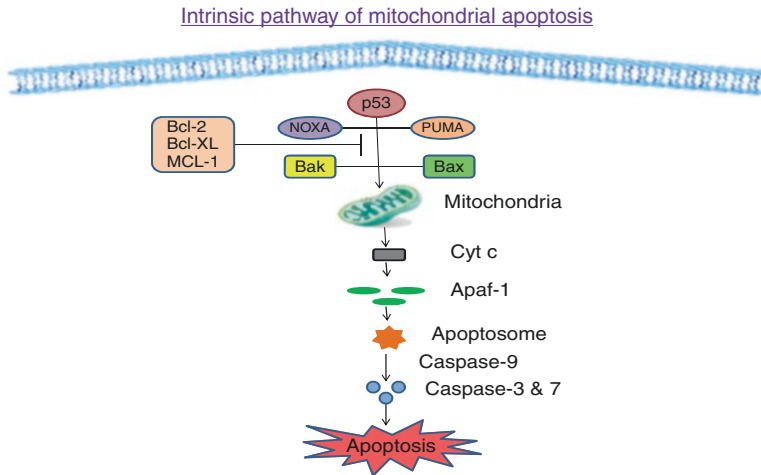 Intrinsic pathway of mitochondrial apoptosis
p53
Bcl-2
Bcl-XL
MCL-1
NOXA
PUMA
Bak
Bax
Mitochondria
Cyt c
Apaf-1
Apoptosome
Caspase-9
Caspase-3 & 7
Apoptosis